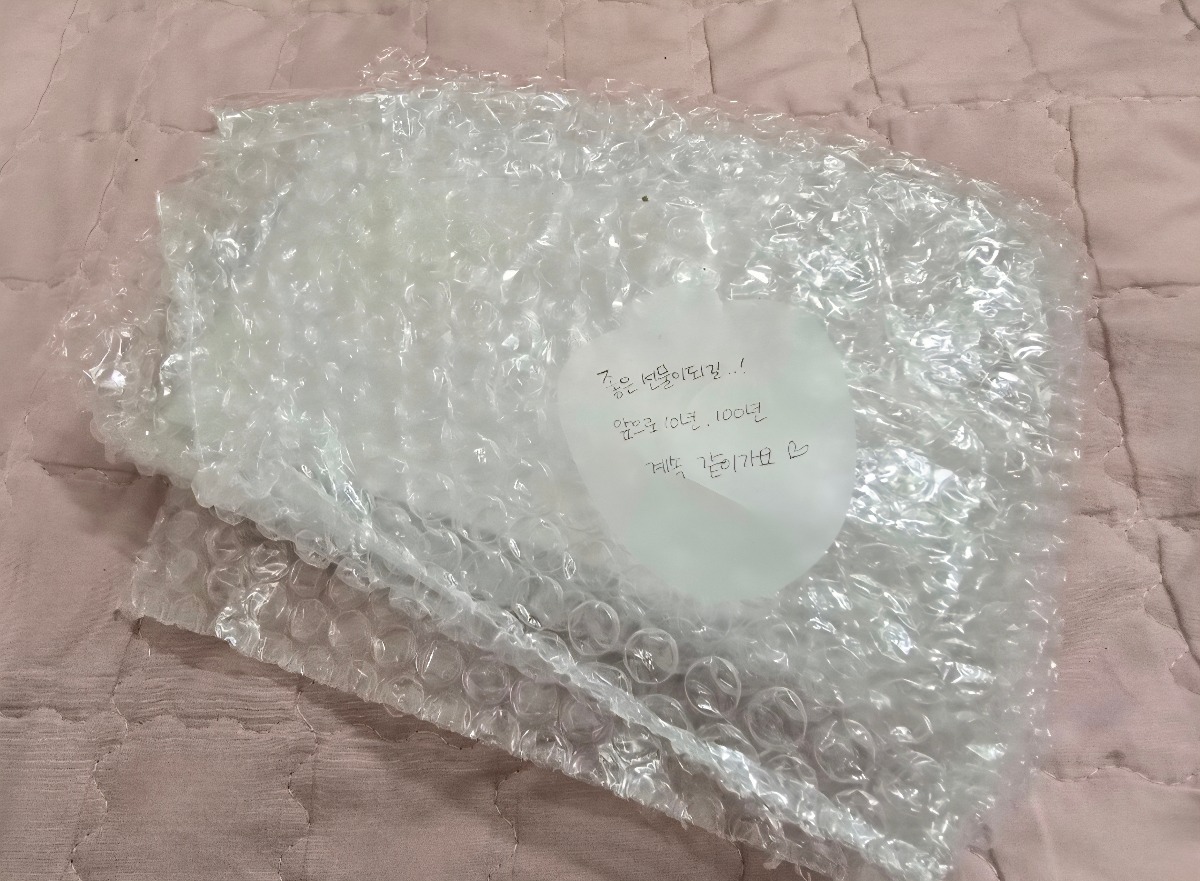 좋은 선물이되길...!
앞으로 10년. 100년
계속 같이가요 ♡